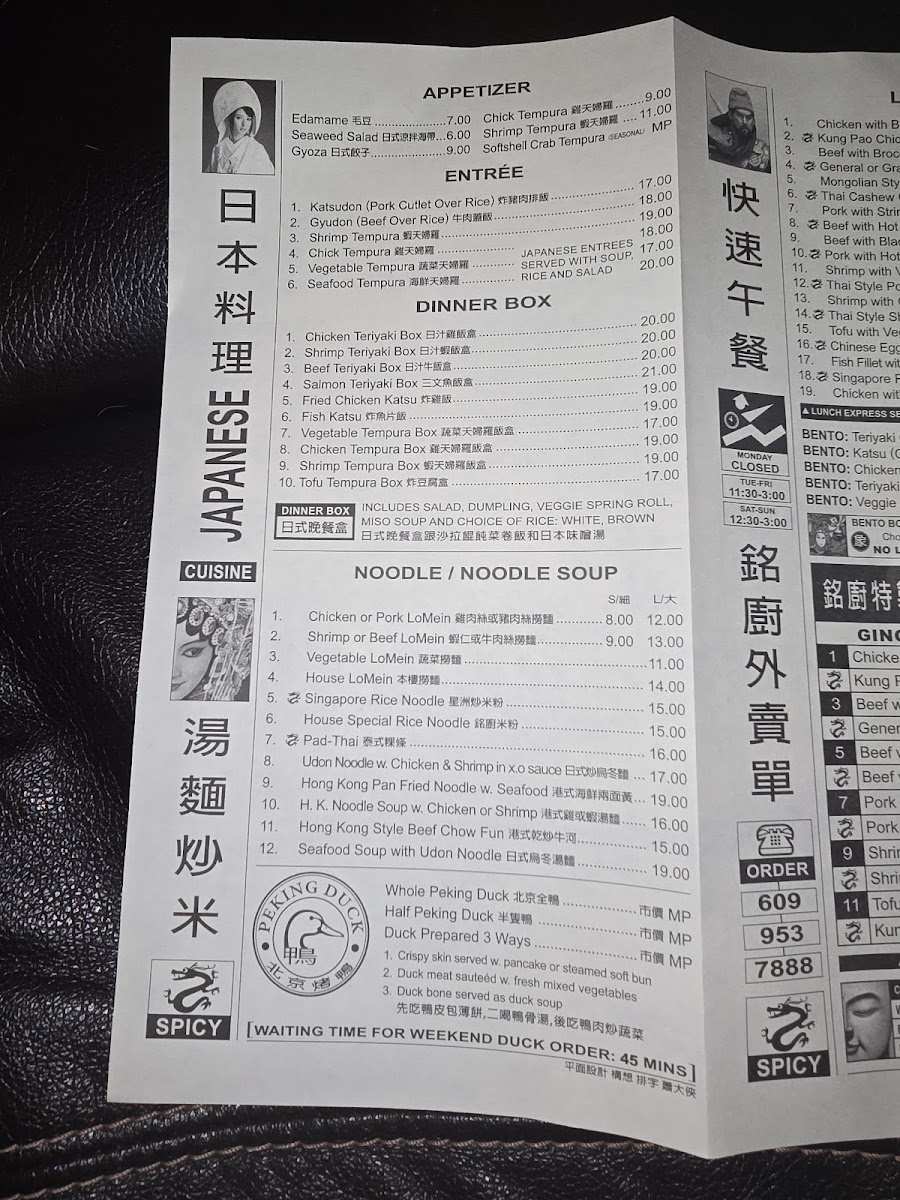 APPETIZER
Edamame 毛豆 7.00
Seaweed Salad 日式涼拌海帶 6.00
Gyoza 日式餃子 9.00
Chick Tempura 雞天婦羅 9.00
Shrimp Tempura 蝦天婦羅 11.00
Softshell Crab Tempura (SEASONAL) MP
ENTRÉE
1. Katsudon (Pork Cutlet Over Rice) 炸豬肉排飯 17.00
2. Gyudon (Beef Over Rice) 牛肉蓋飯 18.00
3. Shrimp Tempura 蝦天婦羅 19.00
4. Chick Tempura 雞天婦羅 18.00
5. Vegetable Tempura 蔬菜天婦羅 17.00
6. Seafood Tempura 海鮮天婦羅 20.00
JAPANESE ENTREES
SERVED WITH SOUP,
RICE AND SALAD
DINNER BOX
1. Chicken Teriyaki Box 日汁雞飯盒 20.00
2. Shrimp Teriyaki Box 日汁蝦飯盒 20.00
3. Beef Teriyaki Box 日汁牛飯盒 20.00
4. Salmon Teriyaki Box 三文魚飯盒 21.00
5. Fried Chicken Katsu 炸雞飯 19.00
6. Fish Katsu 炸魚片飯 19.00
7. Vegetable Tempura Box 蔬菜天婦羅飯盒 17.00
8. Chicken Tempura Box 雞天婦羅飯盒 19.00
9. Shrimp Tempura Box 蝦天婦羅飯盒 19.00
10. Tofu Tempura Box 炸豆腐盒 17.00
DINNER BOX
日式晚餐盒
INCLUDES SALAD, DUMPLING, VEGGIE SPRING ROLL,
MISO SOUP AND CHOICE OF RICE: WHITE, BROWN
日式晚餐盒跟沙拉餛飩菜卷飯和日本味噌湯
日本料理
JAPANESE
CUISINE
NOODLE / NOODLE SOUP
S/細 L/大
1. Chicken or Pork LoMein 雞肉絲或豬肉絲撈麵 8.00 12.00
2. Shrimp or Beef LoMein 蝦仁或牛肉絲撈麵 9.00 13.00
3. Vegetable LoMein 蔬菜撈麵 11.00
4. House LoMein 本樓撈麵 14.00
5. Singapore Rice Noodle 星洲炒米粉 15.00
6. House Special Rice Noodle 銘廚米粉 15.00
7. Pad-Thai 泰式粿條 16.00
8. Udon Noodle w. Chicken & Shrimp in x.o sauce 日式炒烏冬麵 17.00
9. Hong Kong Pan Fried Noodle w. Seafood 港式海鮮兩面黃 19.00
10. H. K. Noodle Soup w. Chicken or Shrimp 港式雞或蝦湯麵 16.00
11. Hong Kong Style Beef Chow Fun 港式乾炒牛河 15.00
12. Seafood Soup with Udon Noodle 日式烏冬湯麵 19.00
湯麵炒米
SPICY
PEKING DUCK
鴨
北京烤鴨
Whole Peking Duck 北京全鴨 市價 MP
Half Peking Duck 半隻鴨 市價 MP
Duck Prepared 3 Ways 市價 MP
1. Crispy skin served w. pancake or steamed soft bun
2. Duck meat sauteéd w. fresh mixed vegetables
3. Duck bone served as duck soup
先吃鴨皮包薄餅,二喝鴨骨湯,後吃鴨肉炒蔬菜
[WAITING TIME FOR WEEKEND DUCK ORDER: 45 MINS]
平面設計 構想 排字 蕭大俠
快速午餐
MONDAY
CLOSED
TUE-FRI
11:30-3:00
SAT-SUN
12:30-3:00
銘廚外賣單
ORDER
609
953
7888
SPICY
L
1. Chicken with B
2. Kung Pao Chic
3. Beef with Broc
4. General or Gra
5. Mongolian Sty
6. Thai Cashew
7. Pork with Strin
8. Beef with Hot
9. Beef with Blac
10. Pork with Hot
11. Shrimp with V
12. Thai Style Po
13. Shrimp with
14. Thai Style Sh
15. Tofu with Veg
16. Chinese Egg
17. Fish Fillet wit
18. Singapore R
19. Chicken with
▲ LUNCH EXPRESS SE
BENTO: Teriyaki
BENTO: Katsu (C
BENTO: Chicken
BENTO: Teriyaki
BENTO: Veggie
BENTO BO
Cho
NO L
銘廚特
GING
1 Chicke
Kung P
3 Beef w
Gener
5 Beef w
Beef w
7 Pork
Pork
9 Shri
Shri
11 Tofu
Kun